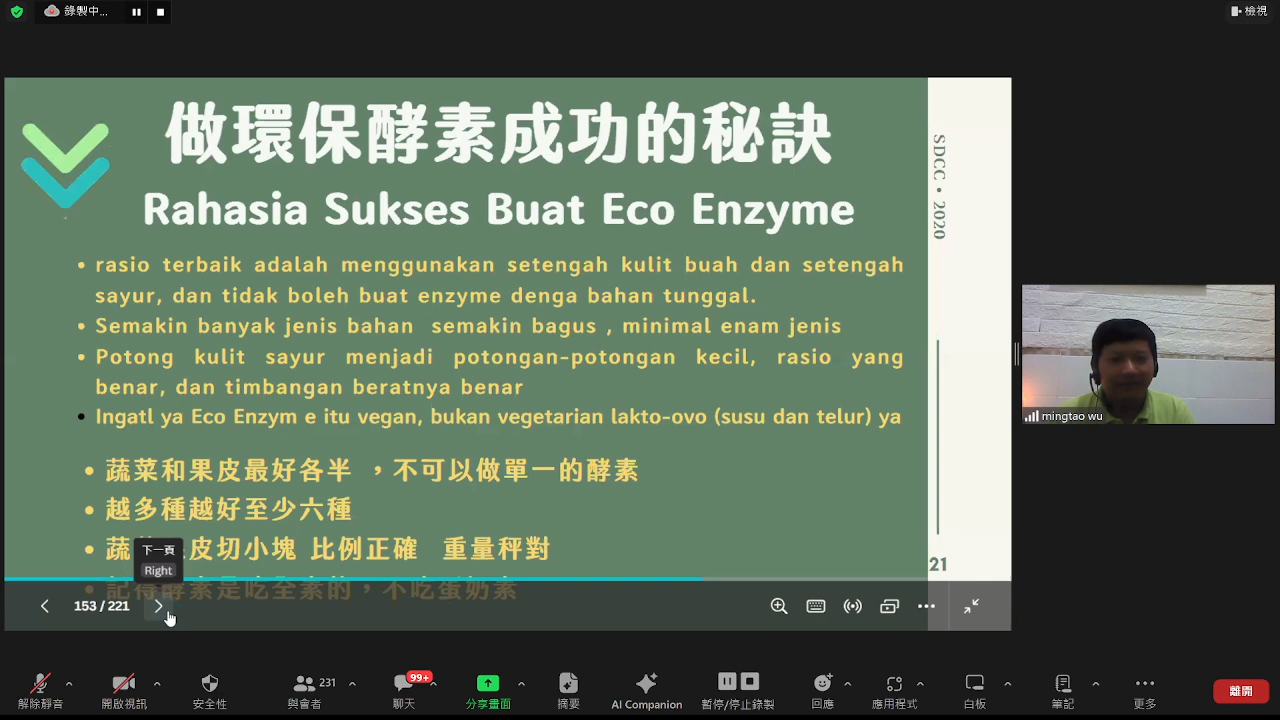 錄製中...
檢視
做環保酵素成功的秘訣
Rahasia Sukses Buat Eco Enzyme
rasio terbaik adalah menggunakan setengah kulit buah dan setengah
sayur, dan tidak boleh buat enzyme denga bahan tunggal.
Semakin banyak jenis bahan semakin bagus , minimal enam jenis
Potong kulit sayur menjadi potongan-potongan kecil, rasio yang
benar, dan timbangan beratnya benar
Ingatl ya Eco Enzym e itu vegan, bukan vegetarian lakto-ovo (susu dan telur) ya
蔬菜和果皮最好各半 ，不可以做單一的酵素
越多種越好至少六種
蔬 皮切小塊 比例正確 重量秤對
記得酵素是吃全素的，不吃蛋奶素
SDCC • 2020
21
下一頁
Right
153 / 221
mingtao wu
解除靜音
開啟視訊
安全性
231
與會者
99+
聊天
分享畫面
摘要
AI Companion
暫停/停止錄製
回應
應用程式
白板
筆記
更多
離開